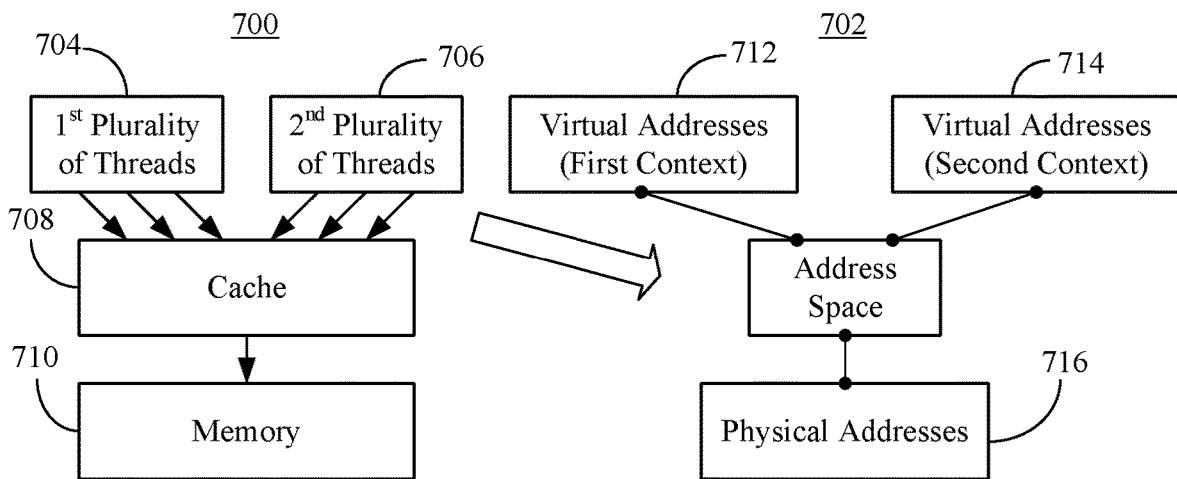 700
702
704
706
712
714
1st Plurality
of Threads
2nd Plurality
of Threads
Virtual Addresses
(First Context)
Virtual Addresses
(Second Context)
708
Cache
Address
Space
710
Memory
716
Physical Addresses